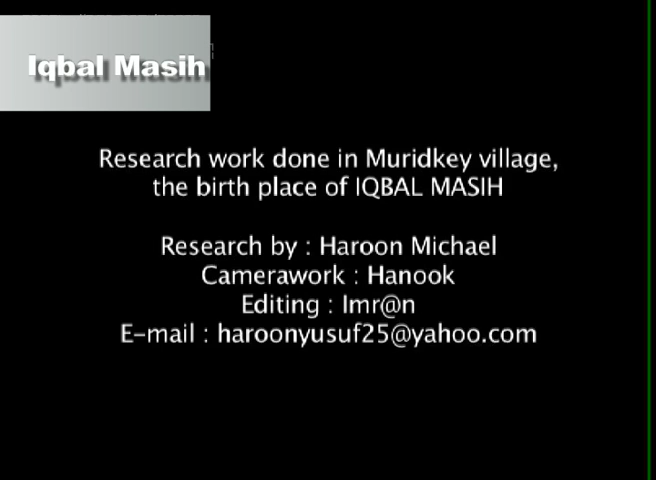 Iqbal Masih
Research work done in Muridkey village,
the birth place of IQBAL MASIH
Research by : Haroon Michael
Camerawork : Hanook
Editing : Imr@n
E-mail : haroonyusuf25@yahoo.com